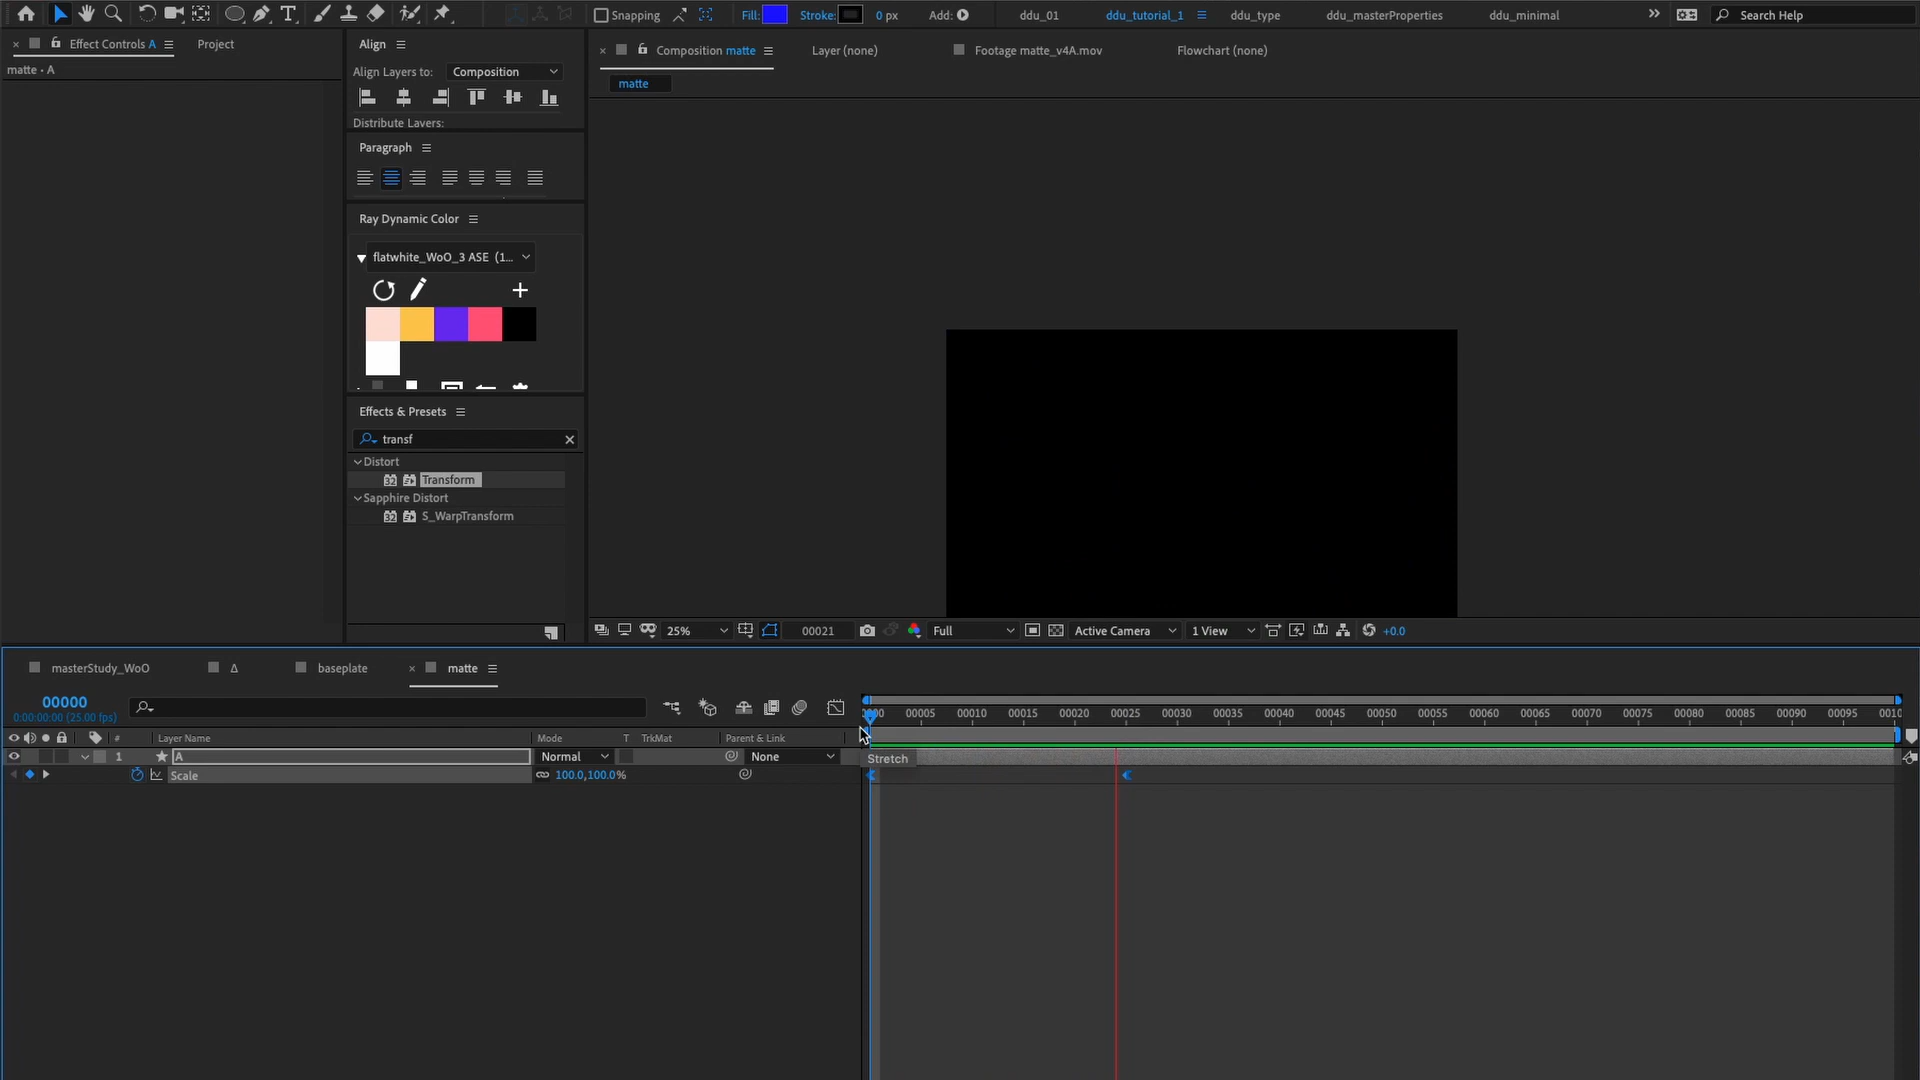 Snapping
Fill:
Stroke:
0 px
Add:
ddu_01
ddu_tutorial_1
ddu_type
ddu_masterProperties
ddu_minimal
Search Help
Effect Controls A
Project
matte • A
Align
Align Layers to:
Composition
Distribute Layers:
Paragraph
Ray Dynamic Color
flatwhite_WoO_3 ASE (1...
Effects & Presets
transf
Distort
32 Transform
Sapphire Distort
32 S_WarpTransform
Composition matte
Layer (none)
Footage matte_v4A.mov
Flowchart (none)
matte
25%
00021
Full
Active Camera
1 View
+0.0
masterStudy_WoO
Δ
baseplate
matte
00000
0:00:00:00 (25.00 fps)
00005 00010 00015 00020 00025 00030 00035 00040 00045 00050 00055 00060 00065 00070 00075 00080 00085 00090 00095 0010
# Layer Name Mode T TrkMat Parent & Link
1 A Normal None
Stretch
Scale 100.0,100.0%